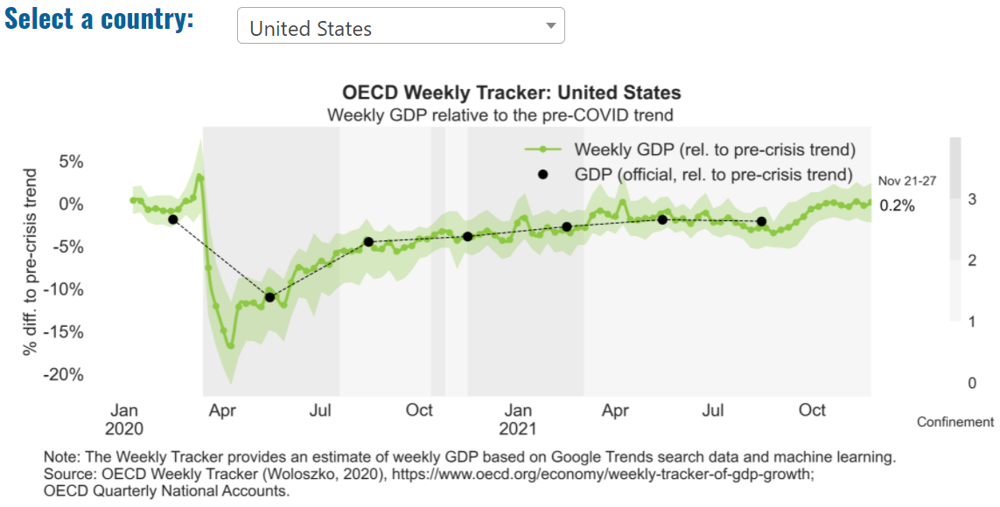 Select a country:
United States
OECD Weekly Tracker: United States
Weekly GDP relative to the pre-COVID trend
Weekly GDP (rel. to pre-crisis trend)
GDP (official, rel. to pre-crisis trend)
% diff. to pre-crisis trend
5%
0%
-5%
-10%
-15%
-20%
Nov 21-27
0.2%
3
2
1
0
Confinement
Jan
2020
Apr
Jul
Oct
Jan
2021
Apr
Jul
Oct
Note: The Weekly Tracker provides an estimate of weekly GDP based on Google Trends search data and machine learning.
Source: OECD Weekly Tracker (Woloszko, 2020), https://www.oecd.org/economy/weekly-tracker-of-gdp-growth;
OECD Quarterly National Accounts.